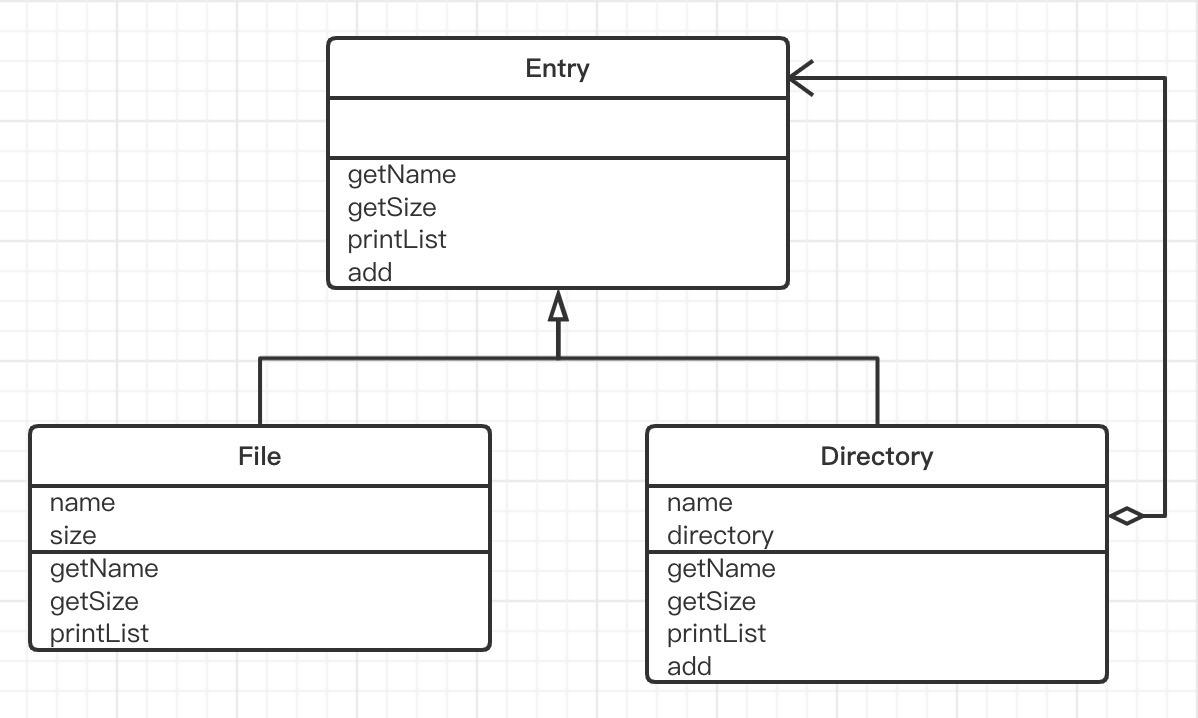 Entry
getName
getSize
printList
add
File
name
size
getName
getSize
printList
Directory
name
directory
getName
getSize
printList
add